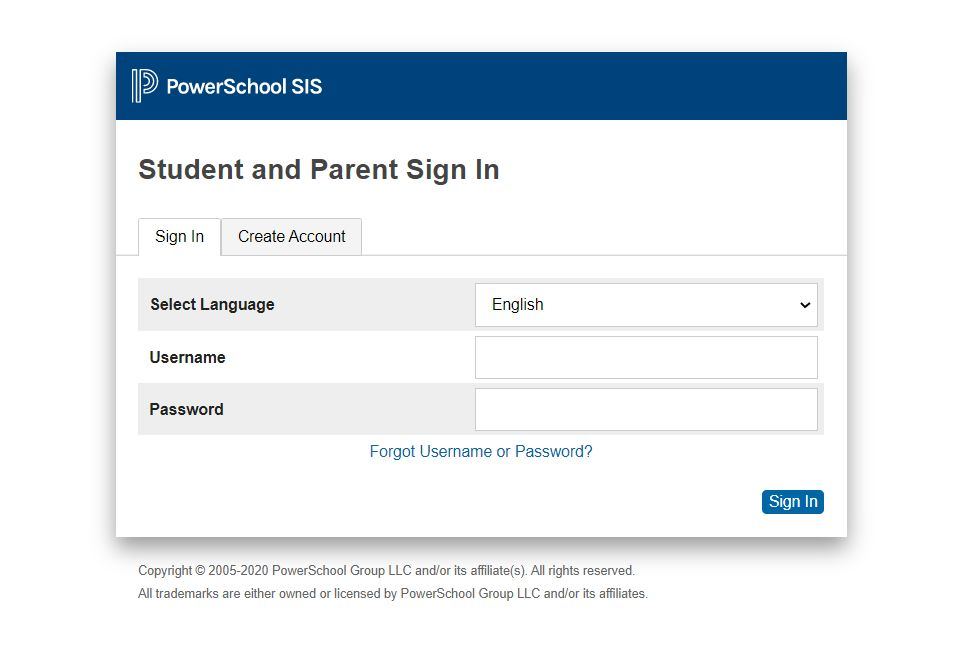 PowerSchool SIS
Student and Parent Sign In
Sign In Create Account
Select Language English
Username
Password
Forgot Username or Password?
Sign In
Copyright © 2005-2020 PowerSchool Group LLC and/or its affiliate(s). All rights reserved.
All trademarks are either owned or licensed by PowerSchool Group LLC and/or its affiliates.